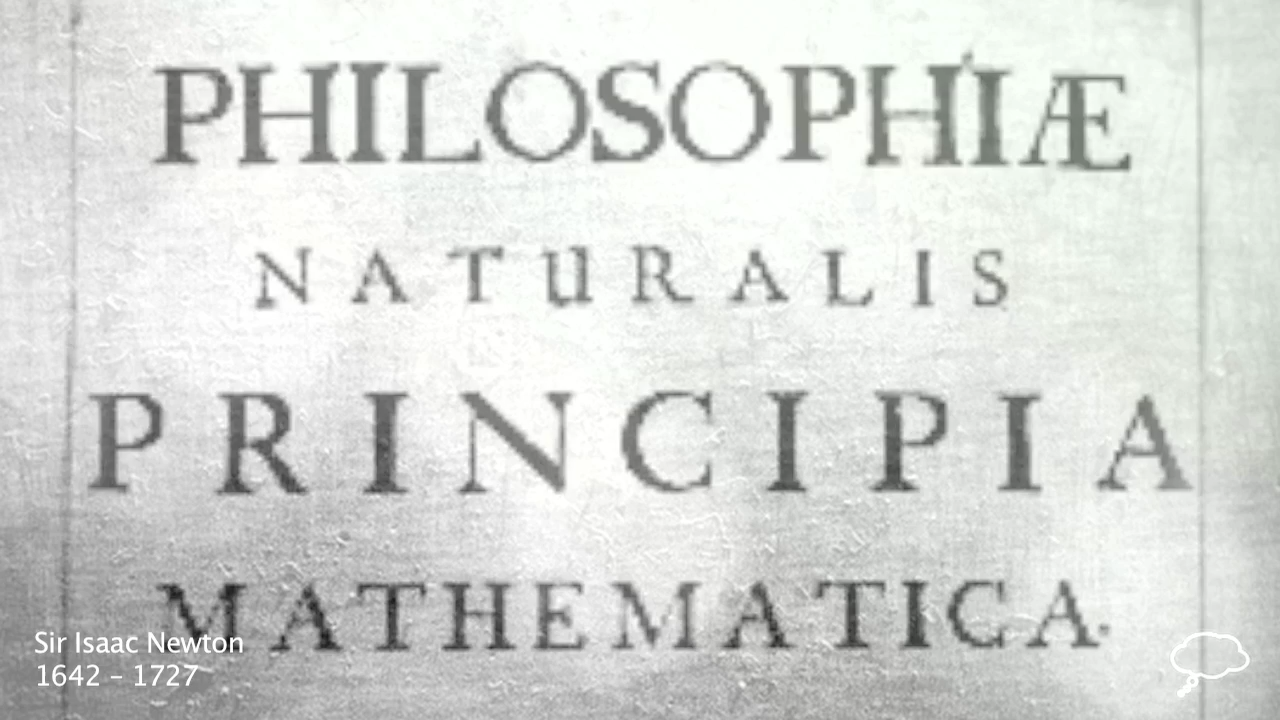 PHILOSOPHIÆ
NATURALIS
PRINCIPIA
MATHEMATICA.
Sir Isaac Newton
1642 – 1727